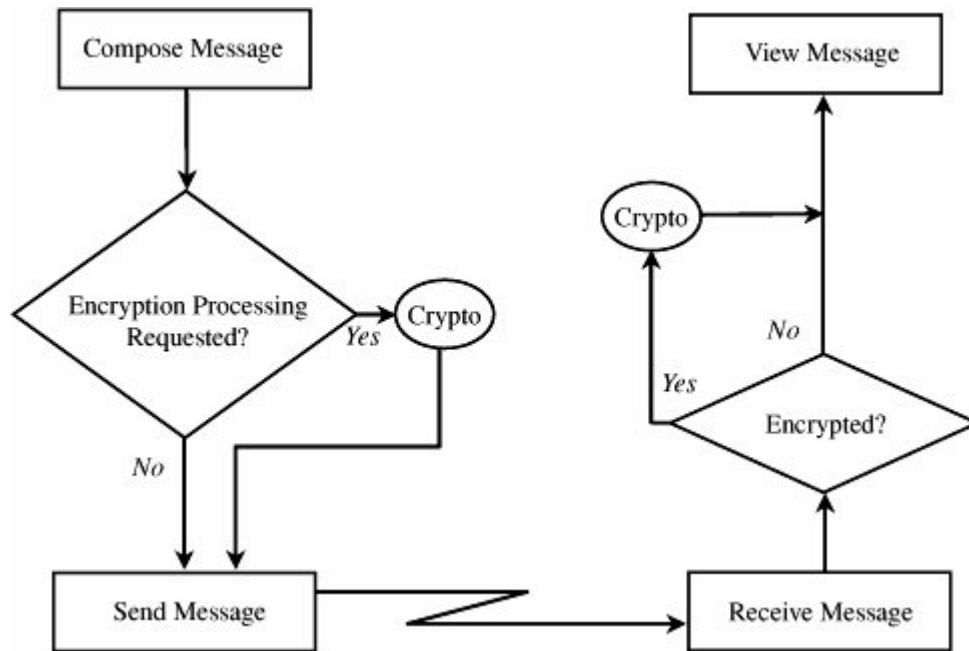 Compose Message
Encryption Processing
Requested?
Yes
Crypto
No
Send Message
View Message
Crypto
No
Yes
Encrypted?
Receive Message